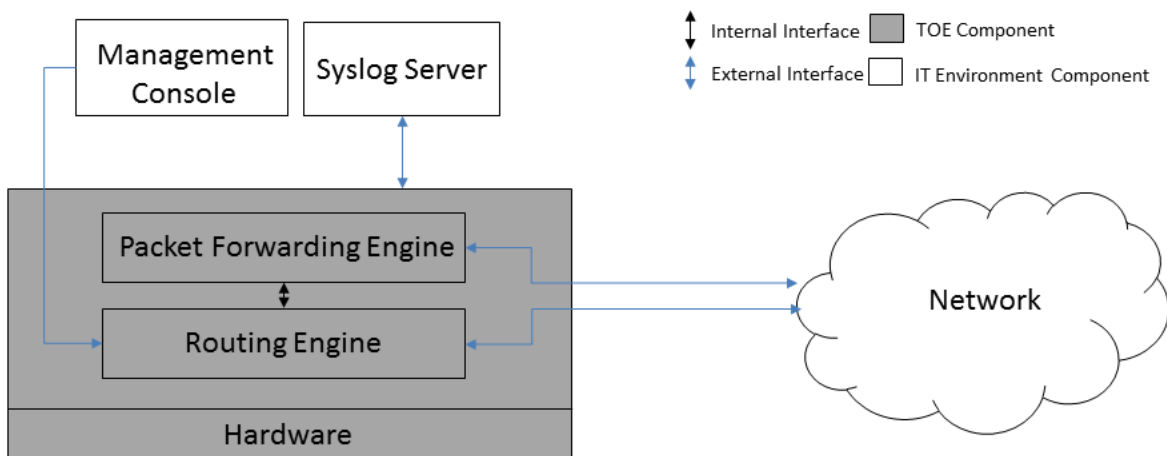 Management
Console
Syslog Server
Internal Interface
TOE Component
External Interface
IT Environment Component
Packet Forwarding Engine
Routing Engine
Network
Hardware